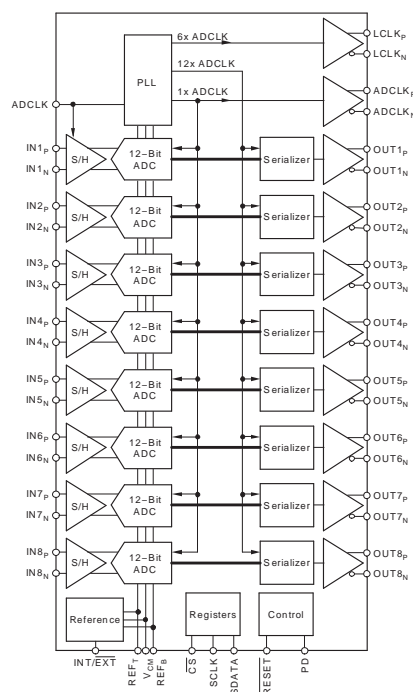 6x ADCLK
LCLKP
LCLKN
PLL
12x ADCLK
1x ADCLK
ADCLKP
ADCLKN
ADCLK
IN1P
IN1N
S/H
12-Bit ADC
Serializer
OUT1P
OUT1N
IN2P
IN2N
S/H
12-Bit ADC
Serializer
OUT2P
OUT2N
IN3P
IN3N
S/H
12-Bit ADC
Serializer
OUT3P
OUT3N
IN4P
IN4N
S/H
12-Bit ADC
Serializer
OUT4P
OUT4N
IN5P
IN5N
S/H
12-Bit ADC
Serializer
OUT5P
OUT5N
IN6P
IN6N
S/H
12-Bit ADC
Serializer
OUT6P
OUT6N
IN7P
IN7N
S/H
12-Bit ADC
Serializer
OUT7P
OUT7N
IN8P
IN8N
S/H
12-Bit ADC
Serializer
OUT8P
OUT8N
Reference
Registers
Control
INT/EXT
REFT
VCM
REFB
CS
SCLK
SDATA
RESET
PD